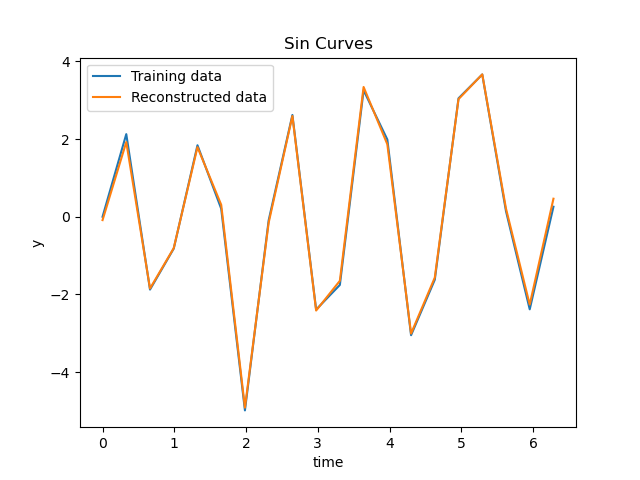 Sin Curves
Training data
Reconstructed data
4
2
0
−2
−4
y
0 1 2 3 4 5 6
time